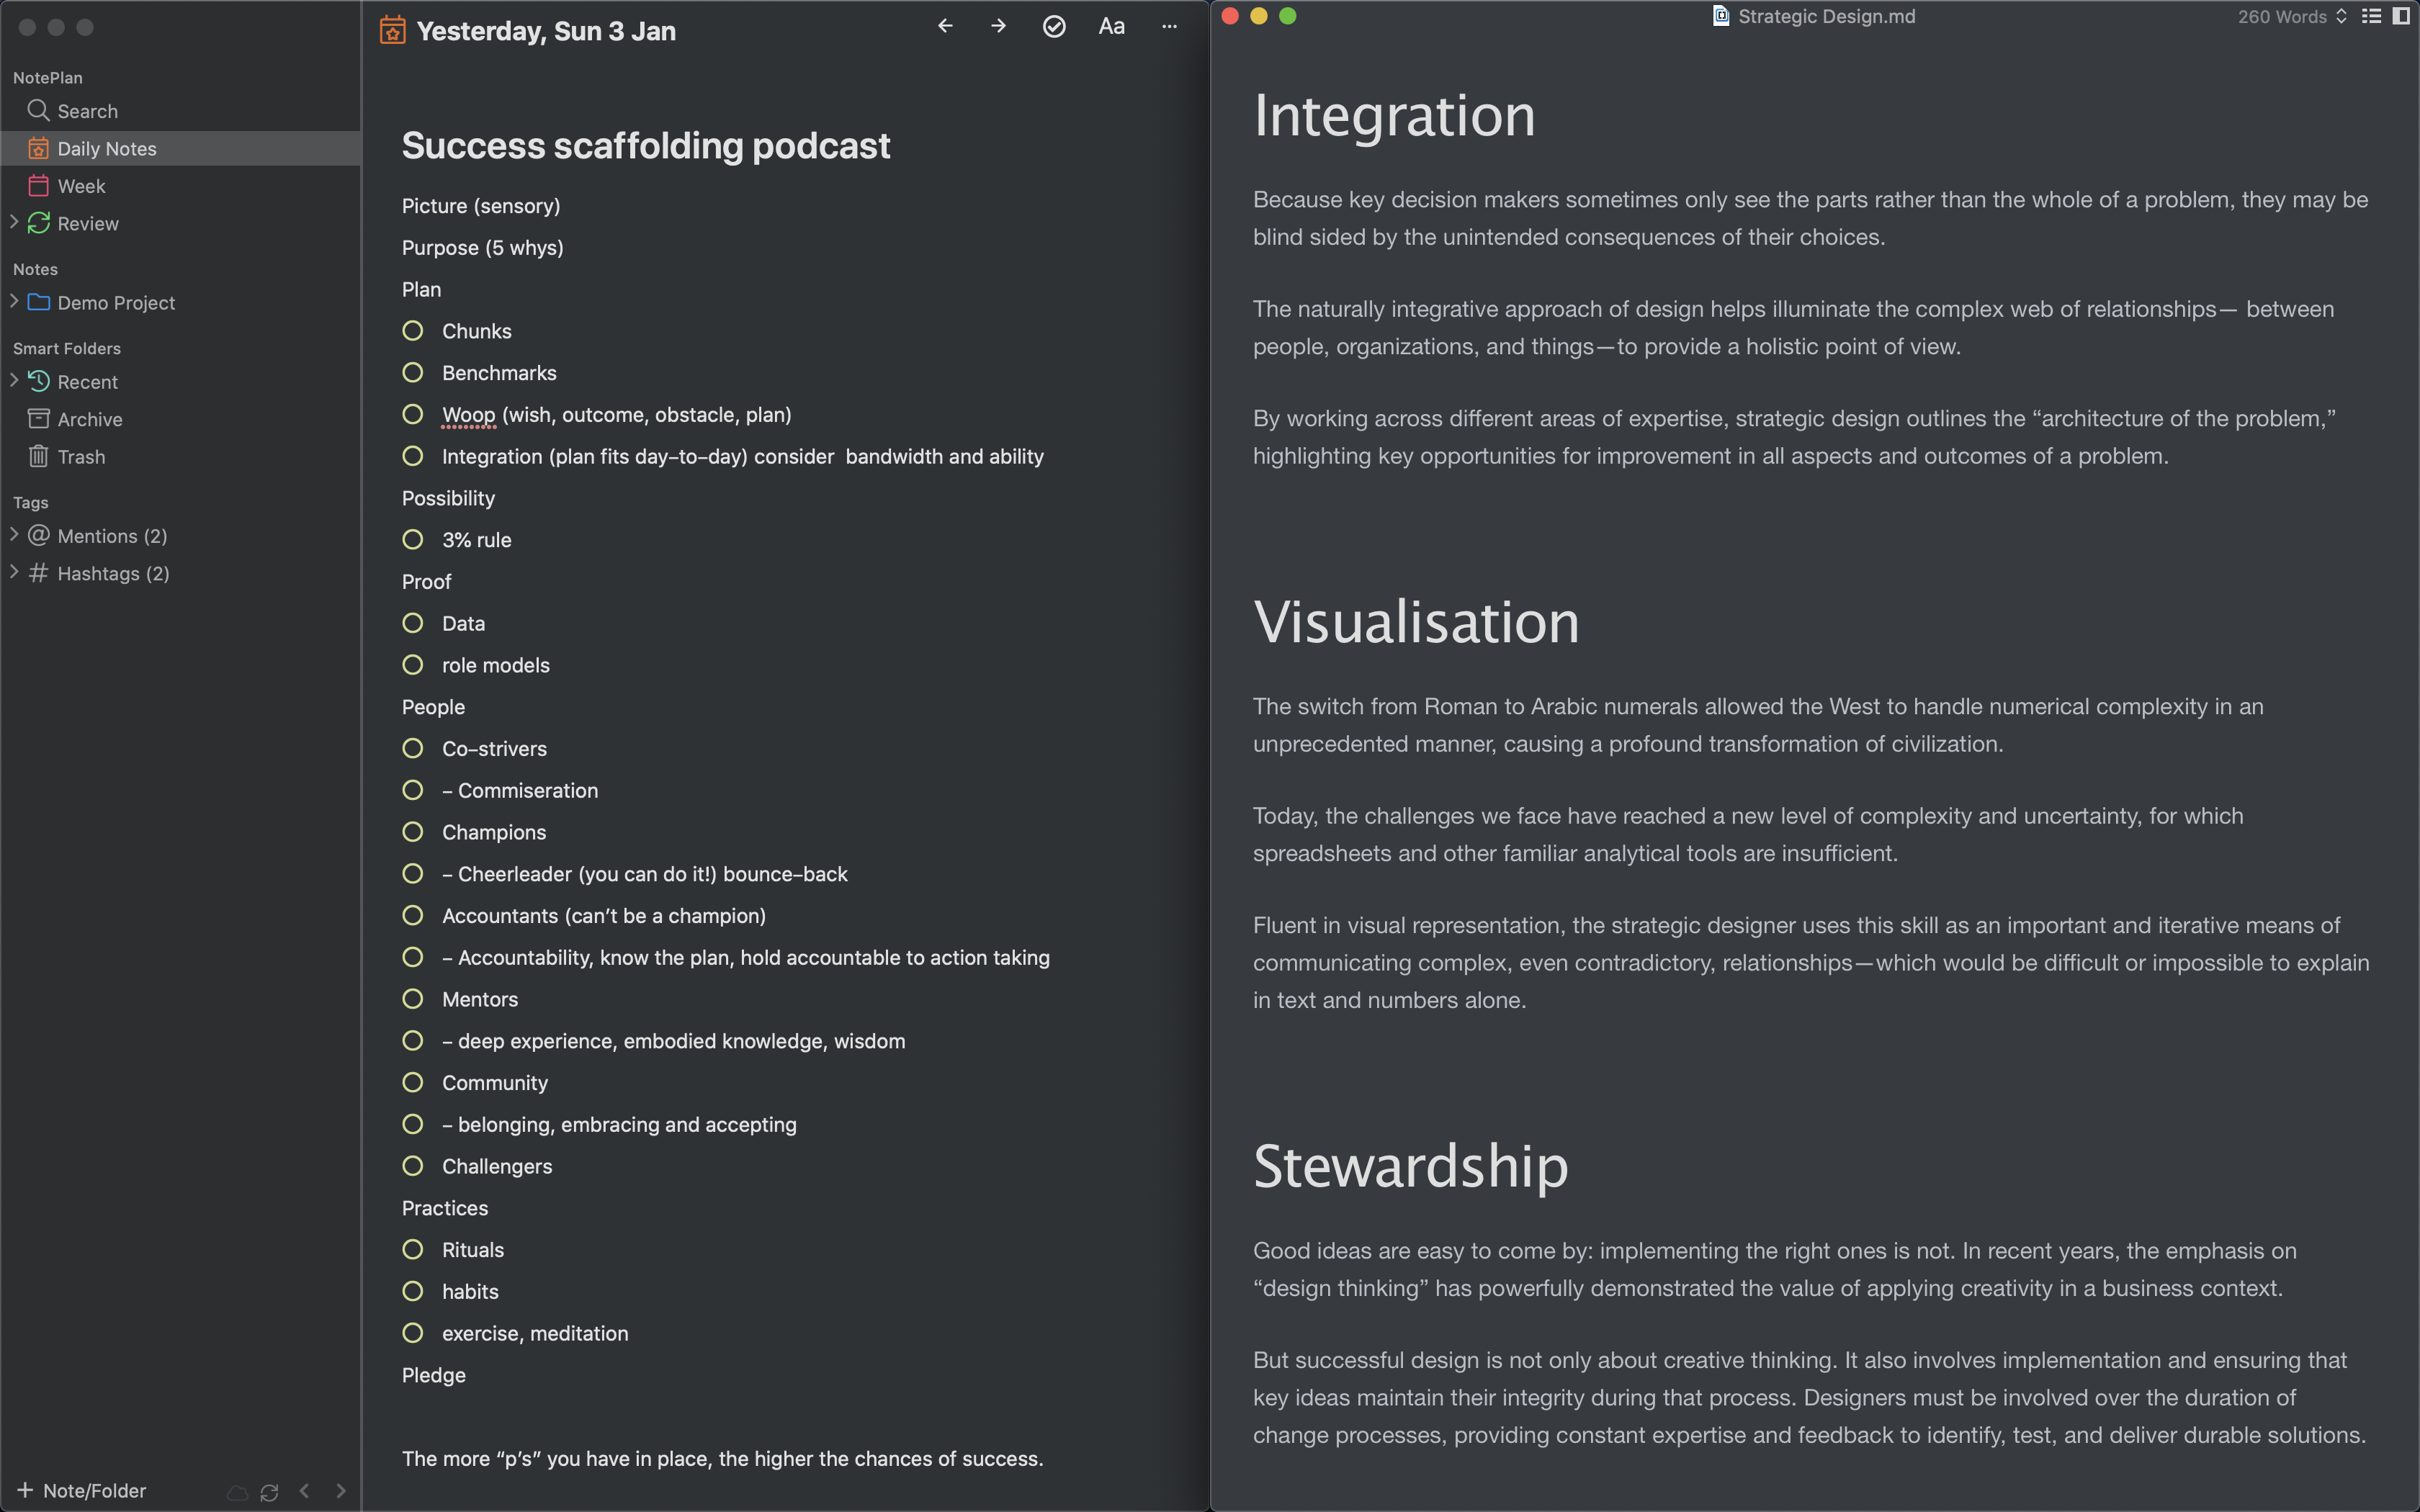 NotePlan
Search
Daily Notes
Week
Review
Notes
Demo Project
Smart Folders
Recent
Archive
Trash
Tags
Mentions (2)
Hashtags (2)
Note/Folder
Yesterday, Sun 3 Jan
Aa
Success scaffolding podcast
Picture (sensory)
Purpose (5 whys)
Plan
Chunks
Benchmarks
Woop (wish, outcome, obstacle, plan)
Integration (plan fits day-to-day) consider  bandwidth and ability
Possibility
3% rule
Proof
Data
role models
People
Co-strivers
- Commiseration
Champions
- Cheerleader (you can do it!) bounce-back
Accountants (can’t be a champion)
- Accountability, know the plan, hold accountable to action taking
Mentors
- deep experience, embodied knowledge, wisdom
Community
- belonging, embracing and accepting
Challengers
Practices
Rituals
habits
exercise, meditation
Pledge
The more “p’s” you have in place, the higher the chances of success.
Strategic Design.md
260 Words
Integration
Because key decision makers sometimes only see the parts rather than the whole of a problem, they may be
blind sided by the unintended consequences of their choices.
The naturally integrative approach of design helps illuminate the complex web of relationships— between
people, organizations, and things—to provide a holistic point of view.
By working across different areas of expertise, strategic design outlines the “architecture of the problem,”
highlighting key opportunities for improvement in all aspects and outcomes of a problem.
Visualisation
The switch from Roman to Arabic numerals allowed the West to handle numerical complexity in an
unprecedented manner, causing a profound transformation of civilization.
Today, the challenges we face have reached a new level of complexity and uncertainty, for which
spreadsheets and other familiar analytical tools are insufficient.
Fluent in visual representation, the strategic designer uses this skill as an important and iterative means of
communicating complex, even contradictory, relationships—which would be difficult or impossible to explain
in text and numbers alone.
Stewardship
Good ideas are easy to come by: implementing the right ones is not. In recent years, the emphasis on
“design thinking” has powerfully demonstrated the value of applying creativity in a business context.
But successful design is not only about creative thinking. It also involves implementation and ensuring that
key ideas maintain their integrity during that process. Designers must be involved over the duration of
change processes, providing constant expertise and feedback to identify, test, and deliver durable solutions.